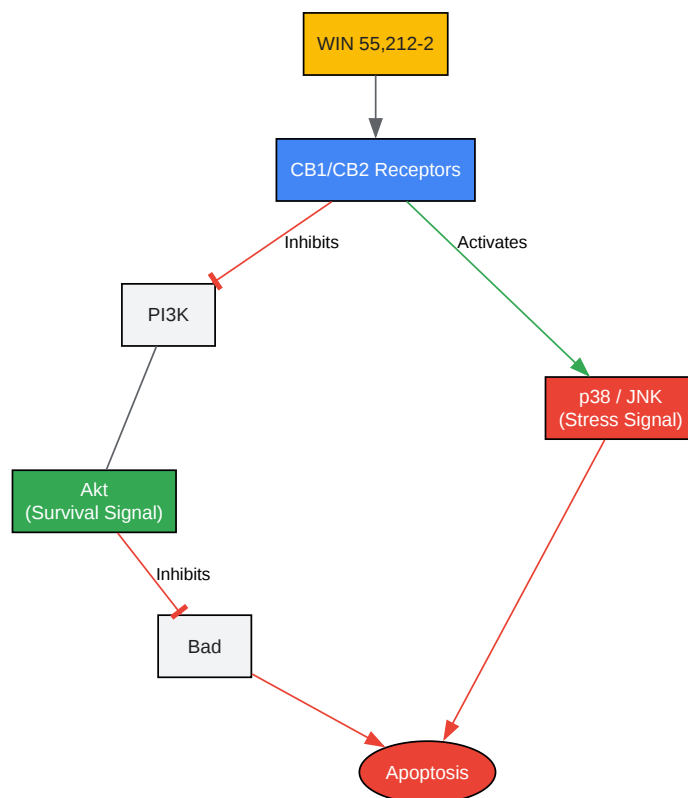 WIN 55,212-2
CB1/CB2 Receptors
Inhibits
Activates
PI3K
p38 / JNK
(Stress Signal)
Akt
(Survival Signal)
Inhibits
Bad
Apoptosis